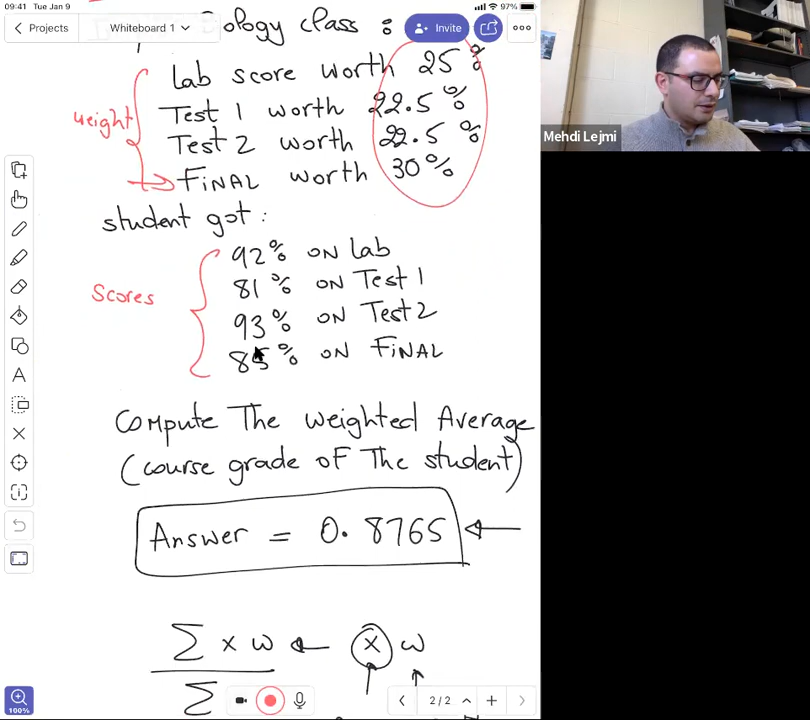 09:41 Tue Jan 9
97%
Projects
Whiteboard 1
Invite
Biology class :
Lab score worth 25%
Test 1 worth 22.5%
Test 2 worth 22.5%
FiNAL worth 30%
weight
student got :
92% ON lab
81% ON Test 1
93% ON Test 2
85% ON FiNAL
Scores
Compute The weighted Average
(course grade of The student)
Answer = 0.8765
Σ x w ← x w
Σ
100%
2/2
Mehdi Lejmi